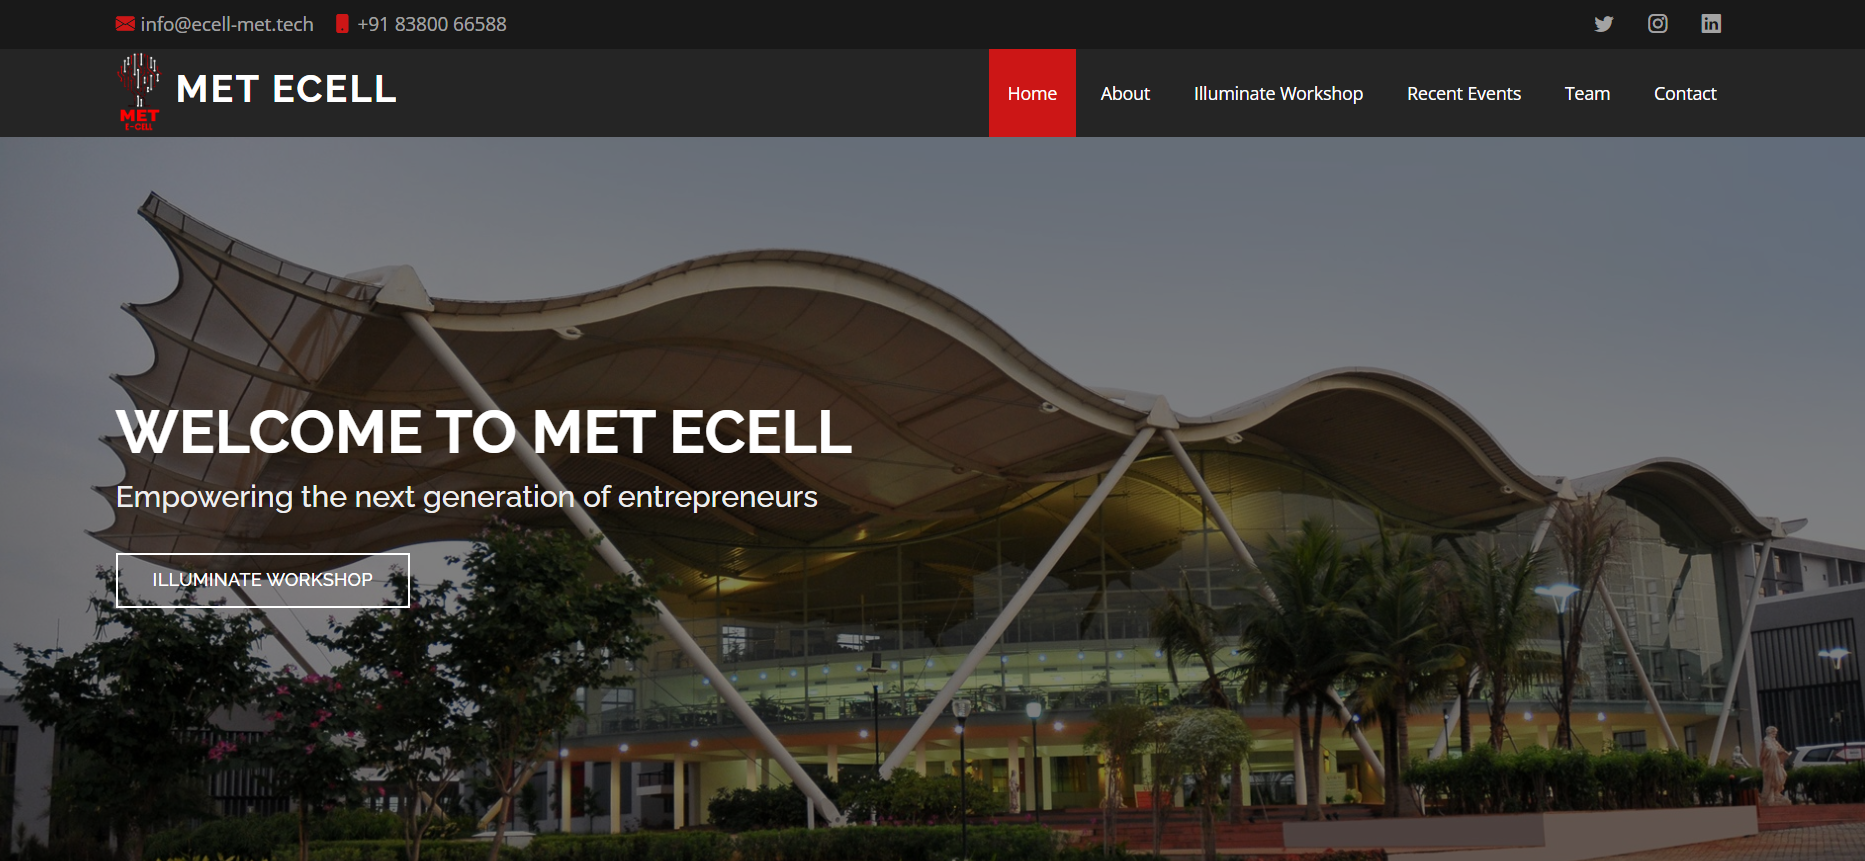 info@ecell-met.tech +91 83800 66588
MET
E-CELL
MET ECELL
Home About Illuminate Workshop Recent Events Team Contact
WELCOME TO MET ECELL
Empowering the next generation of entrepreneurs
ILLUMINATE WORKSHOP